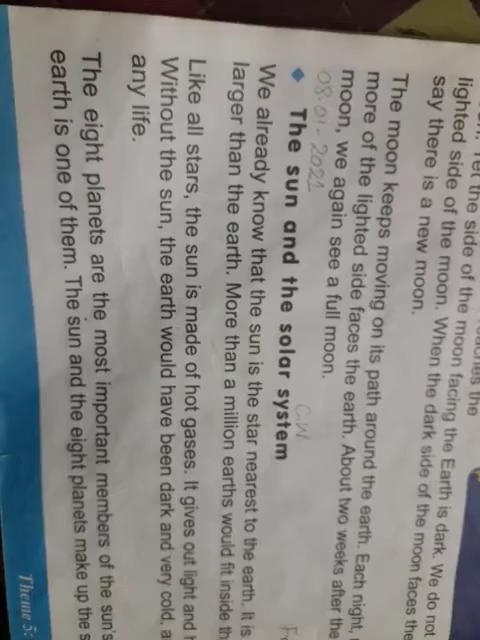 lighted side of the moon. When the dark side of the moon faces the
say there is a new moon.
The moon keeps moving on its path around the earth. Each night,
more of the lighted side faces the earth. About two weeks after the
moon, we again see a full moon.
08-01-2021
◆ The sun and the solar system
C.W
We already know that the sun is the star nearest to the earth. It is
larger than the earth. More than a million earths would fit inside
Like all stars, the sun is made of hot gases. It gives out light and
Without the sun, the earth would have been dark and very cold,
any life.
The eight planets are the most important members of the sun's
earth is one of them. The sun and the eight planets make up the
Theme 5: